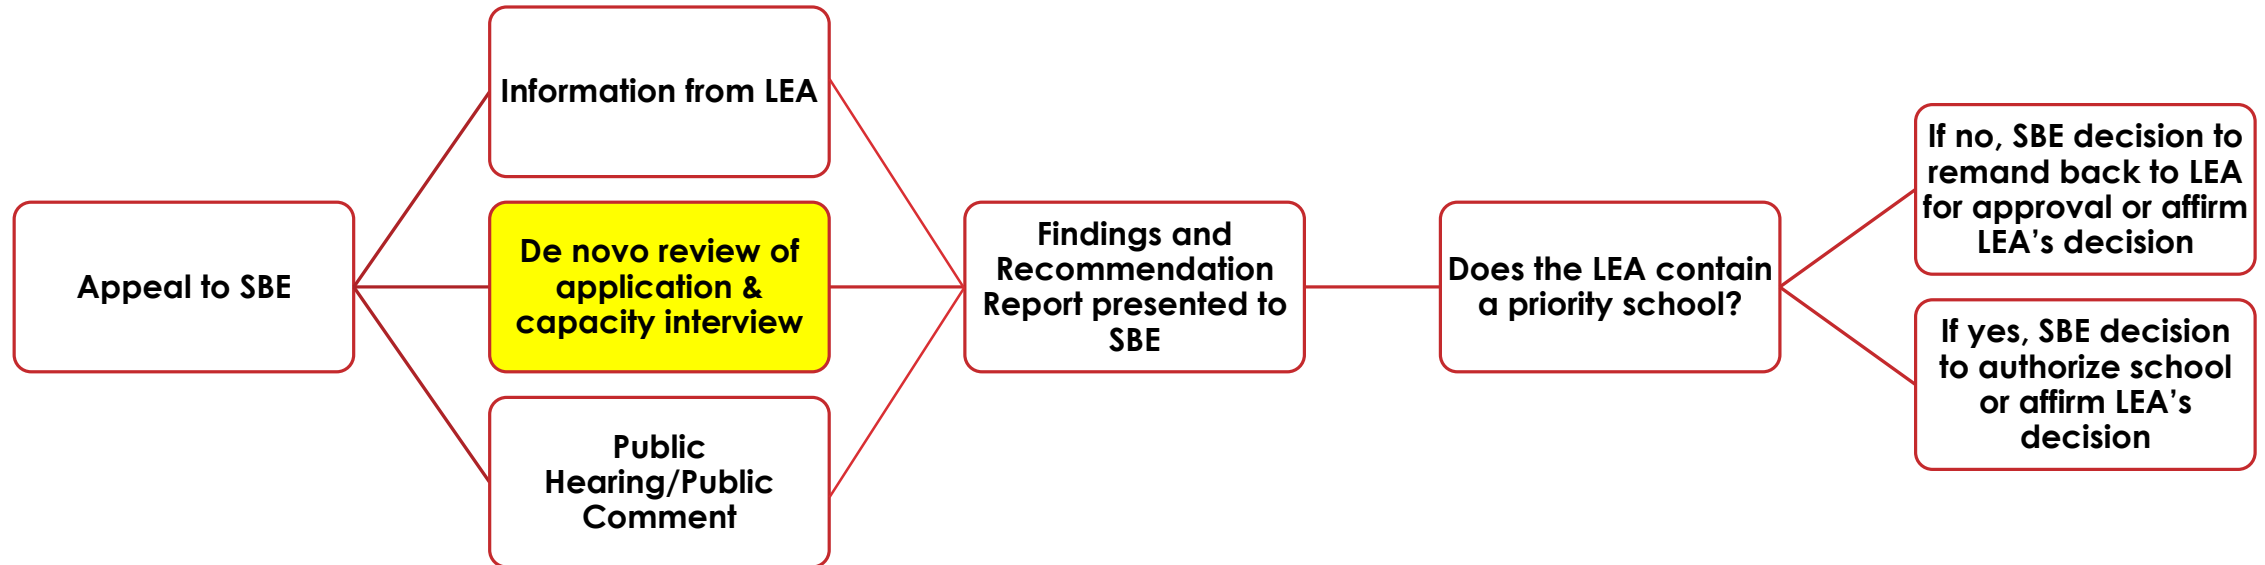 Appeal to SBE
Information from LEA
De novo review of
application &
capacity interview
Public
Hearing/Public
Comment
Findings and
Recommendation
Report presented to
SBE
Does the LEA contain
a priority school?
If no, SBE decision to
remand back to LEA
for approval or affirm
LEA’s decision
If yes, SBE decision
to authorize school
or affirm LEA’s
decision